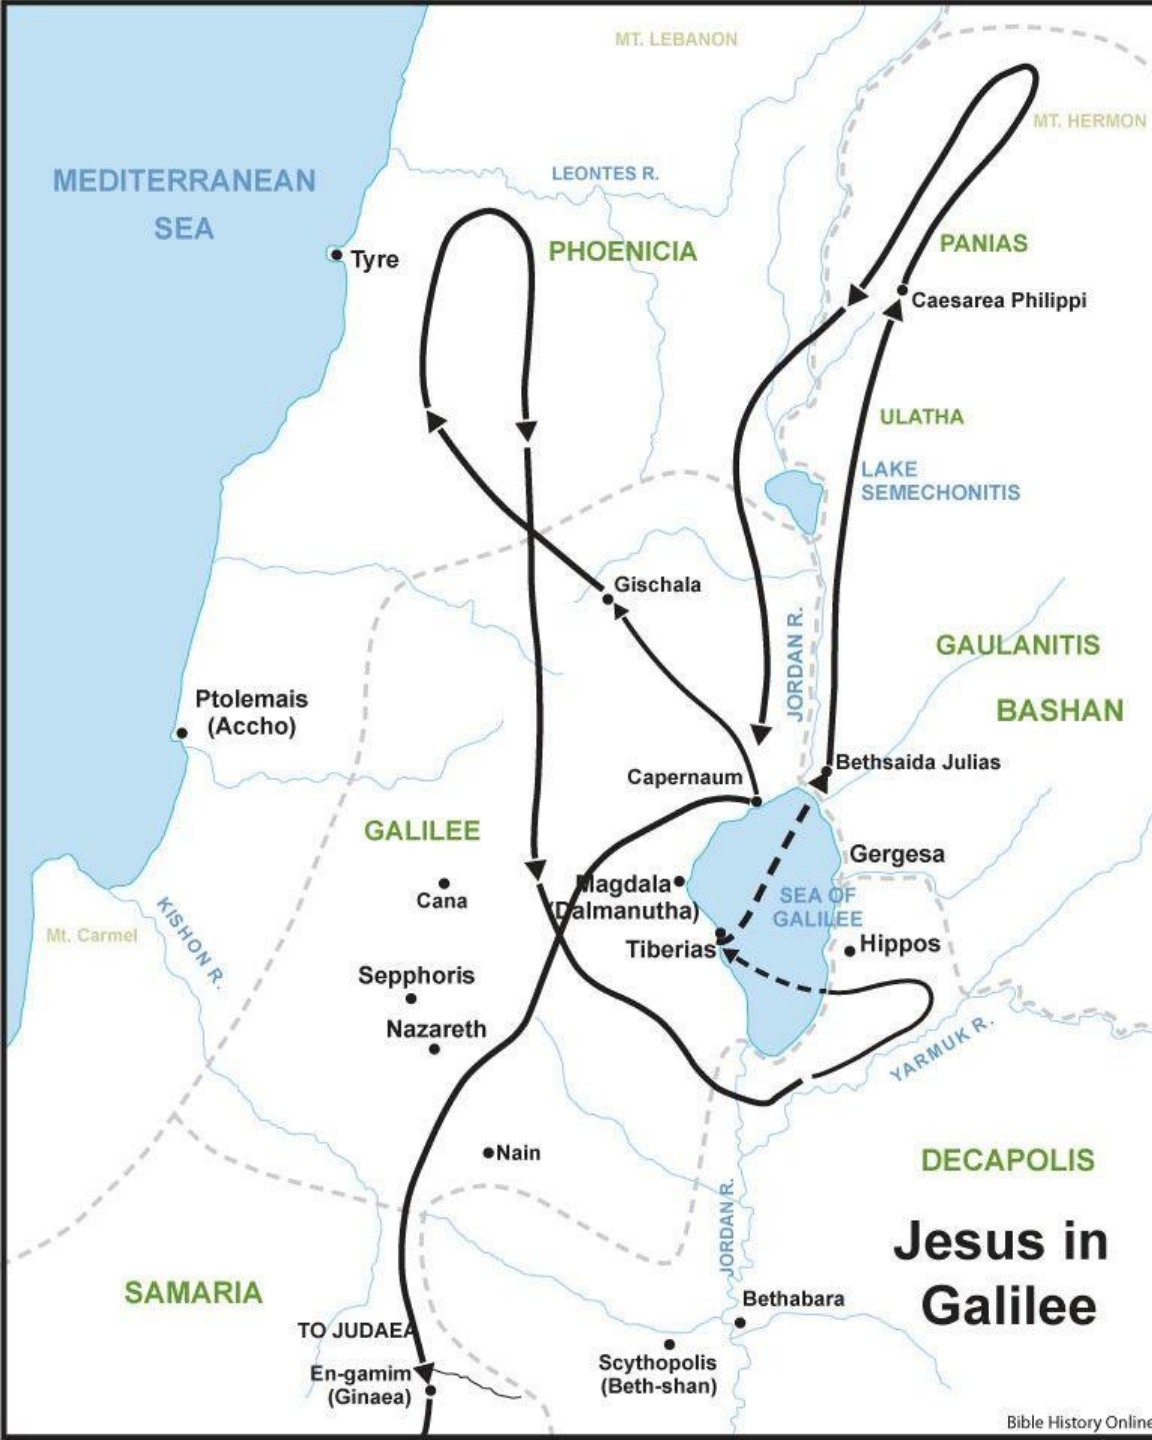 MT. LEBANON
MT. HERMON
MEDITERRANEAN
SEA
LEONTES R.
PHOENICIA
PANIAS
Tyre
Caesarea Philippi
ULATHA
LAKE
SEMECHONITIS
Gischala
JORDAN R.
GAULANITIS
BASHAN
Ptolemais
(Accho)
Bethsaida Julias
Capernaum
GALILEE
Gergesa
Magdala
(Dalmanutha)
SEA OF
GALILEE
Cana
KISHON R.
Mt. Carmel
Tiberias
Hippos
Sepphoris
Nazareth
YARMUK R.
Nain
DECAPOLIS
JORDAN R.
Jesus in
Galilee
SAMARIA
Bethabara
TO JUDAEA
En-gamim
(Ginaea)
Scythopolis
(Beth-shan)
Bible History Online